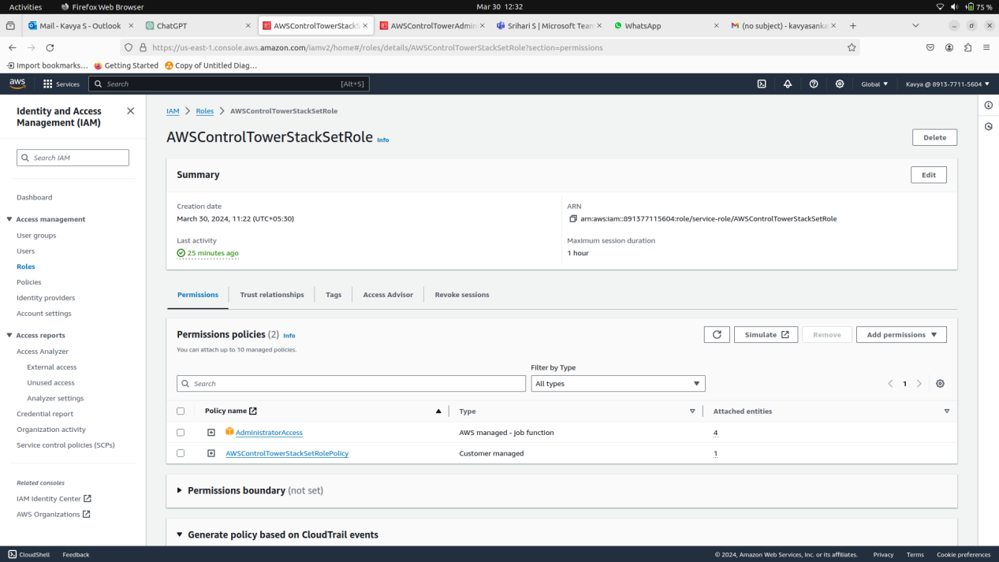 Activities Firefox Web Browser Mar 30 12:32 75 %
Mail - Kavya S - Outlook × ChatGPT × AWSControlTowerStackS × AWSControlTowerAdmin × Srihari S | Microsoft Team × WhatsApp × (no subject) - kavyasanka ×
https://us-east-1.console.aws.amazon.com/iamv2/home#/roles/details/AWSControlTowerStackSetRole?section=permissions
Import bookmarks... Getting Started Copy of Untitled Diag...
aws Services Search [Alt+S] Global Kavya @ 8913-7711-5604
Identity and Access Management (IAM)
Search IAM
Dashboard
Access management
User groups
Users
Roles
Policies
Identity providers
Account settings
Access reports
Access Analyzer
External access
Unused access
Analyzer settings
Credential report
Organization activity
Service control policies (SCPs)
Related consoles
IAM Identity Center
AWS Organizations
IAM > Roles > AWSControlTowerStackSetRole
AWSControlTowerStackSetRole Info Delete
Summary Edit
Creation date
March 30, 2024, 11:22 (UTC+05:30)
Last activity
25 minutes ago
ARN
arn:aws:iam::891377115604:role/service-role/AWSControlTowerStackSetRole
Maximum session duration
1 hour
Permissions Trust relationships Tags Access Advisor Revoke sessions
Permissions policies (2) Info Simulate Remove Add permissions
You can attach up to 10 managed policies.
Filter by Type
Search All types 1
Policy name Type Attached entities
AdministratorAccess AWS managed - job function 4
AWSControlTowerStackSetRolePolicy Customer managed 1
Permissions boundary (not set)
Generate policy based on CloudTrail events
CloudShell Feedback © 2024, Amazon Web Services, Inc. or its affiliates. Privacy Terms Cookie preferences